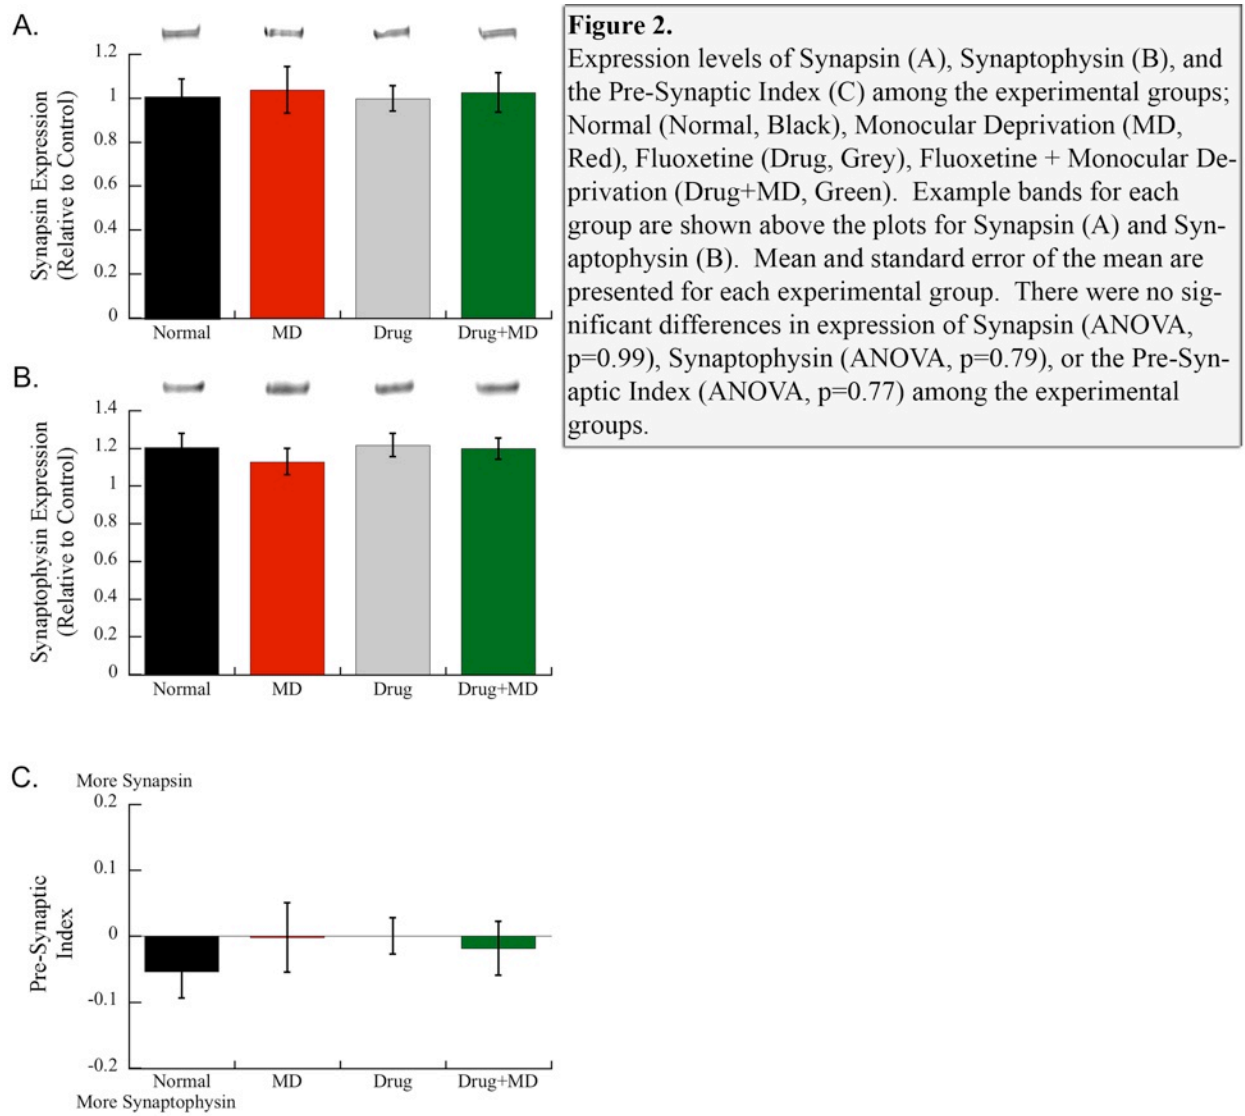 A.
1.2
1
0.8
0.6
0.4
0.2
0
Synapsin Expression
(Relative to Control)
Normal MD Drug Drug+MD
Figure 2.
Expression levels of Synapsin (A), Synaptophysin (B), and
the Pre-Synaptic Index (C) among the experimental groups;
Normal (Normal, Black), Monocular Deprivation (MD,
Red), Fluoxetine (Drug, Grey), Fluoxetine + Monocular De-
privation (Drug+MD, Green).  Example bands for each
group are shown above the plots for Synapsin (A) and Syn-
aptophysin (B).  Mean and standard error of the mean are
presented for each experimental group.  There were no sig-
nificant differences in expression of Synapsin (ANOVA,
p=0.99), Synaptophysin (ANOVA, p=0.79), or the Pre-Syn-
aptic Index (ANOVA, p=0.77) among the experimental
groups.
B.
1.4
1.2
1
0.8
0.6
0.4
0.2
0
Synaptophysin Expression
(Relative to Control)
Normal MD Drug Drug+MD
C.
More Synapsin
0.2
0.1
0
-0.1
-0.2
Pre-Synaptic
Index
Normal MD Drug Drug+MD
More Synaptophysin